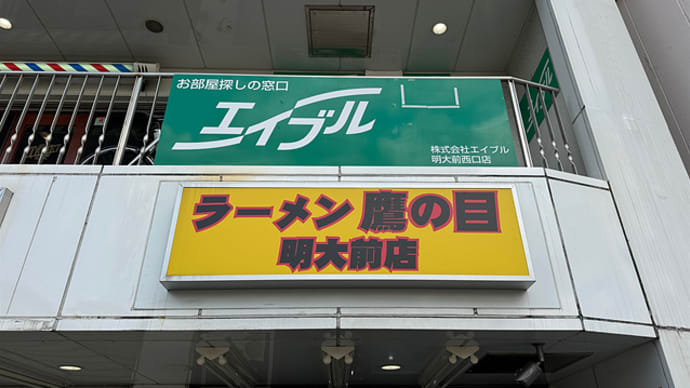 お部屋探しの窓口
エイブル
株式会社エイブル
明大前西口店
ラーメン 鷹の目
明大前店